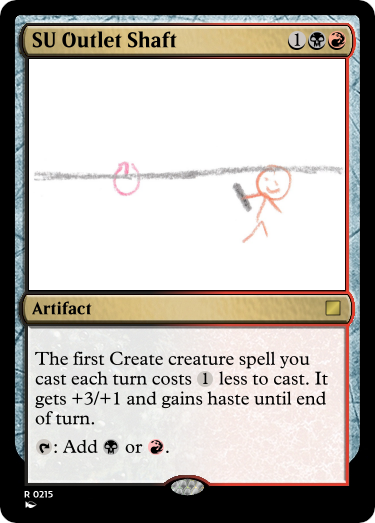 SU Outlet Shaft 1
Artifact
The first Create creature spell you
cast each turn costs 1 less to cast. It
gets +3/+1 and gains haste until end
of turn.
: Add or .
R 0215